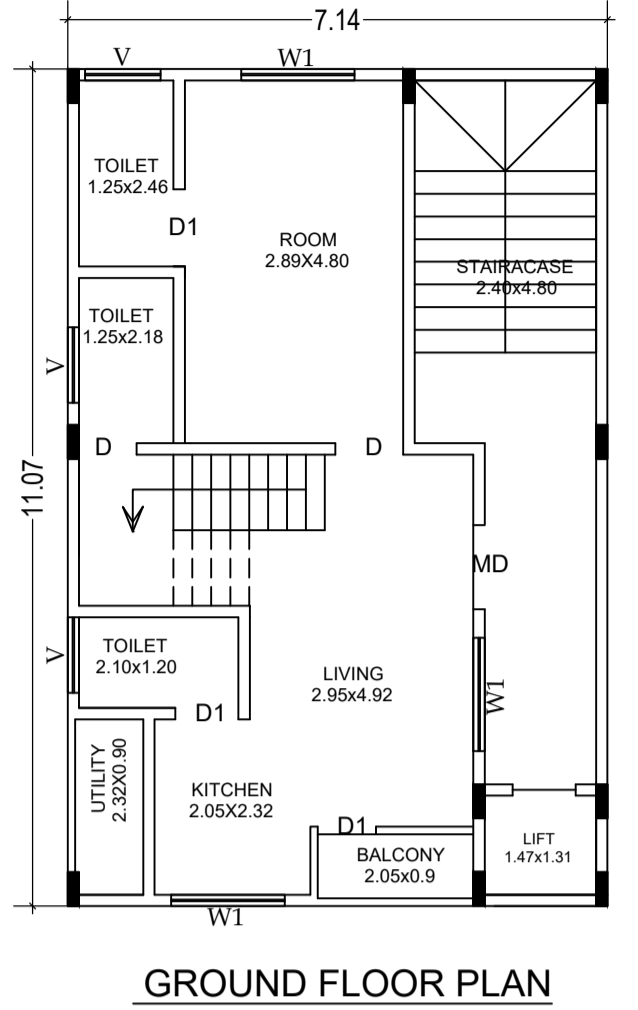 7.14
V
W1
TOILET
1.25x2.46
D1
ROOM
2.89X4.80
STAIRACASE
2.40x4.80
TOILET
1.25x2.18
V
D
D
11.07
MD
TOILET
2.10x1.20
V
LIVING
2.95x4.92
W1
D1
UTILITY
2.32X0.90
KITCHEN
2.05X2.32
D1
BALCONY
2.05x0.9
LIFT
1.47x1.31
W1
GROUND FLOOR PLAN